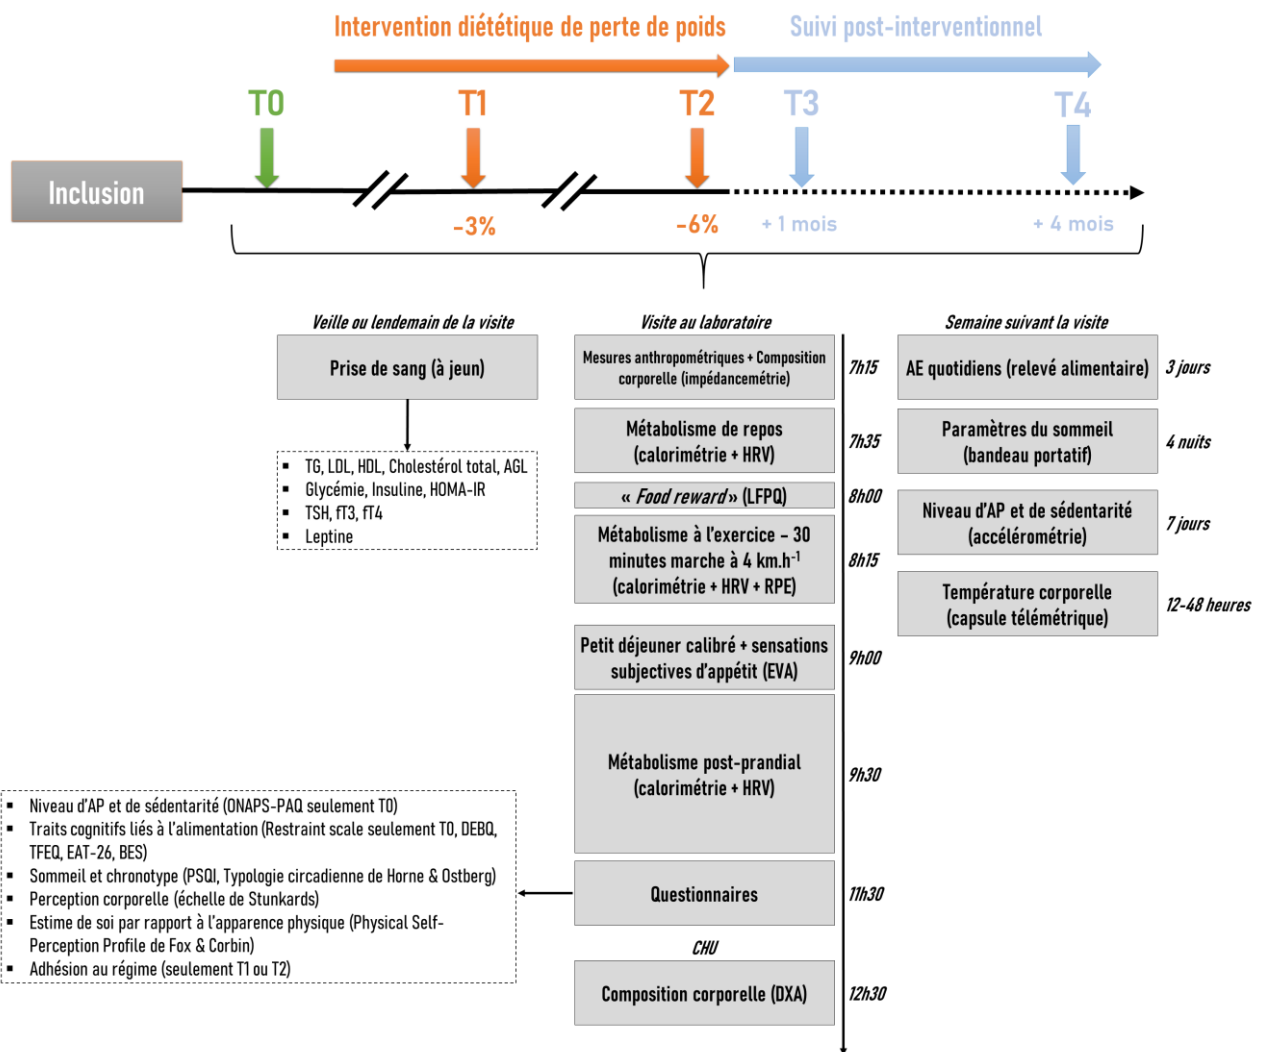 Intervention diététique de perte de poids
Suivi post-interventionnel
T0
T1
T2
T3
T4
Inclusion
-3%
-6%
+ 1 mois
+ 4 mois
Veille ou lendemain de la visite
Prise de sang (à jeun)
▪ TG, LDL, HDL, Cholestérol total, AGL
▪ Glycémie, Insuline, HOMA-IR
▪ TSH, fT3, fT4
▪ Leptine
Visite au laboratoire
Mesures anthropométriques + Composition
corporelle (impédancemétrie)
7h15
Métabolisme de repos
(calorimétrie + HRV)
7h35
« Food reward » (LFPQ)
8h00
Métabolisme à l'exercice – 30
minutes marche à 4 km.h⁻¹
(calorimétrie + HRV + RPE)
8h15
Petit déjeuner calibré + sensations
subjectives d'appétit (EVA)
9h00
Métabolisme post-prandial
(calorimétrie + HRV)
9h30
Questionnaires
11h30
CHU
Composition corporelle (DXA)
12h30
Semaine suivant la visite
AE quotidiens (relevé alimentaire)
3 jours
Paramètres du sommeil
(bandeau portatif)
4 nuits
Niveau d'AP et de sédentarité
(accélérométrie)
7 jours
Température corporelle
(capsule télémétrique)
12-48 heures
▪ Niveau d'AP et de sédentarité (ONAPS-PAQ seulement T0)
▪ Traits cognitifs liés à l'alimentation (Restraint scale seulement T0, DEBQ,
TFEQ, EAT-26, BES)
▪ Sommeil et chronotype (PSQI, Typologie circadienne de Horne & Ostberg)
▪ Perception corporelle (échelle de Stunkards)
▪ Estime de soi par rapport à l'apparence physique (Physical Self-
Perception Profile de Fox & Corbin)
▪ Adhésion au régime (seulement T1 ou T2)